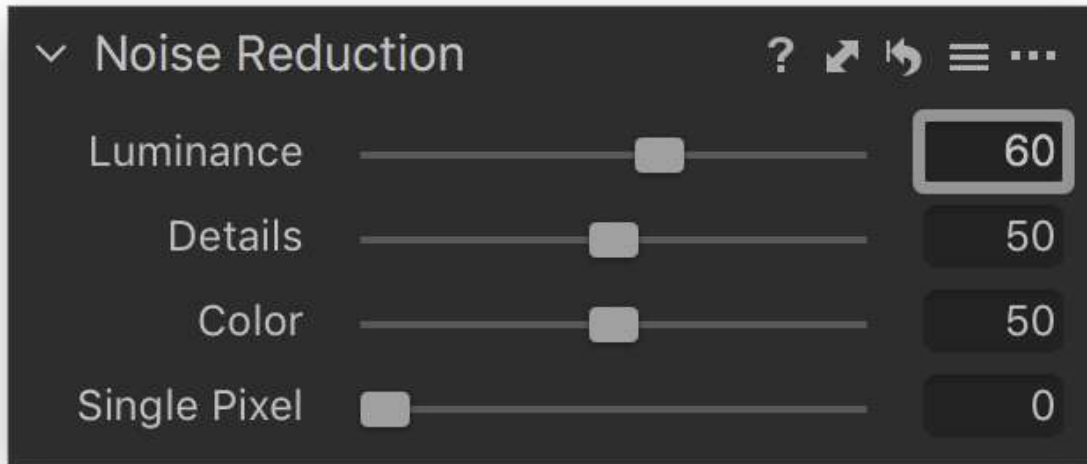 Noise Reduction ?
Luminance 60
Details 50
Color 50
Single Pixel 0